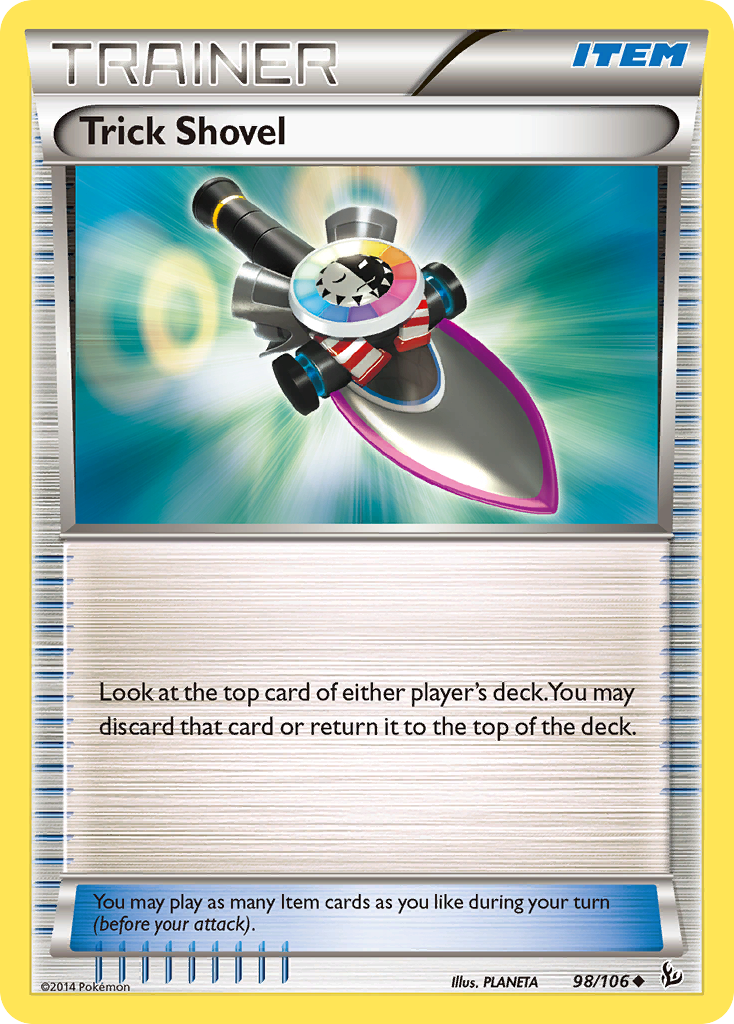 TRAINER
ITEM
Trick Shovel
Look at the top card of either player's deck.You may
discard that card or return it to the top of the deck.
You may play as many Item cards as you like during your turn
(before your attack).
©2014 Pokémon
Illus. PLANETA
98/106